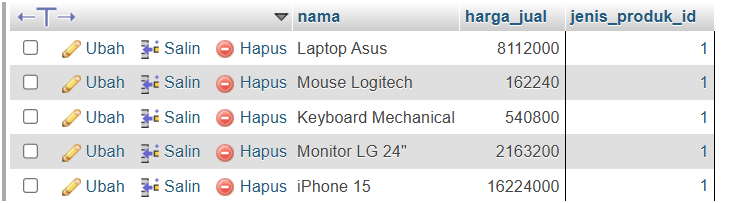 nama harga_jual jenis_produk_id
Ubah Salin Hapus Laptop Asus 8112000 1
Ubah Salin Hapus Mouse Logitech 162240 1
Ubah Salin Hapus Keyboard Mechanical 540800 1
Ubah Salin Hapus Monitor LG 24" 2163200 1
Ubah Salin Hapus iPhone 15 16224000 1